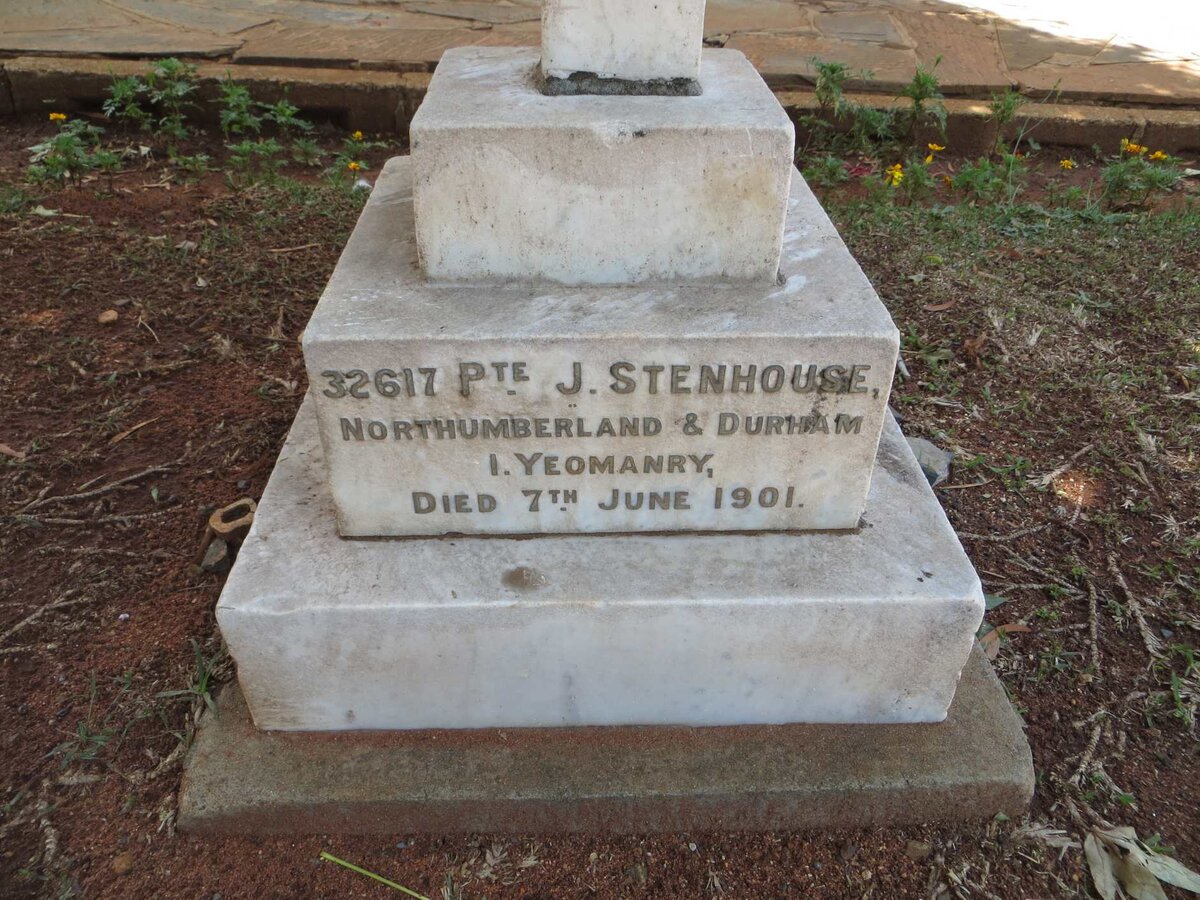 32617 PTE J. STENHOUSE,
NORTHUMBERLAND & DURHAM
I. YEOMANRY,
DIED 7TH JUNE 1901.